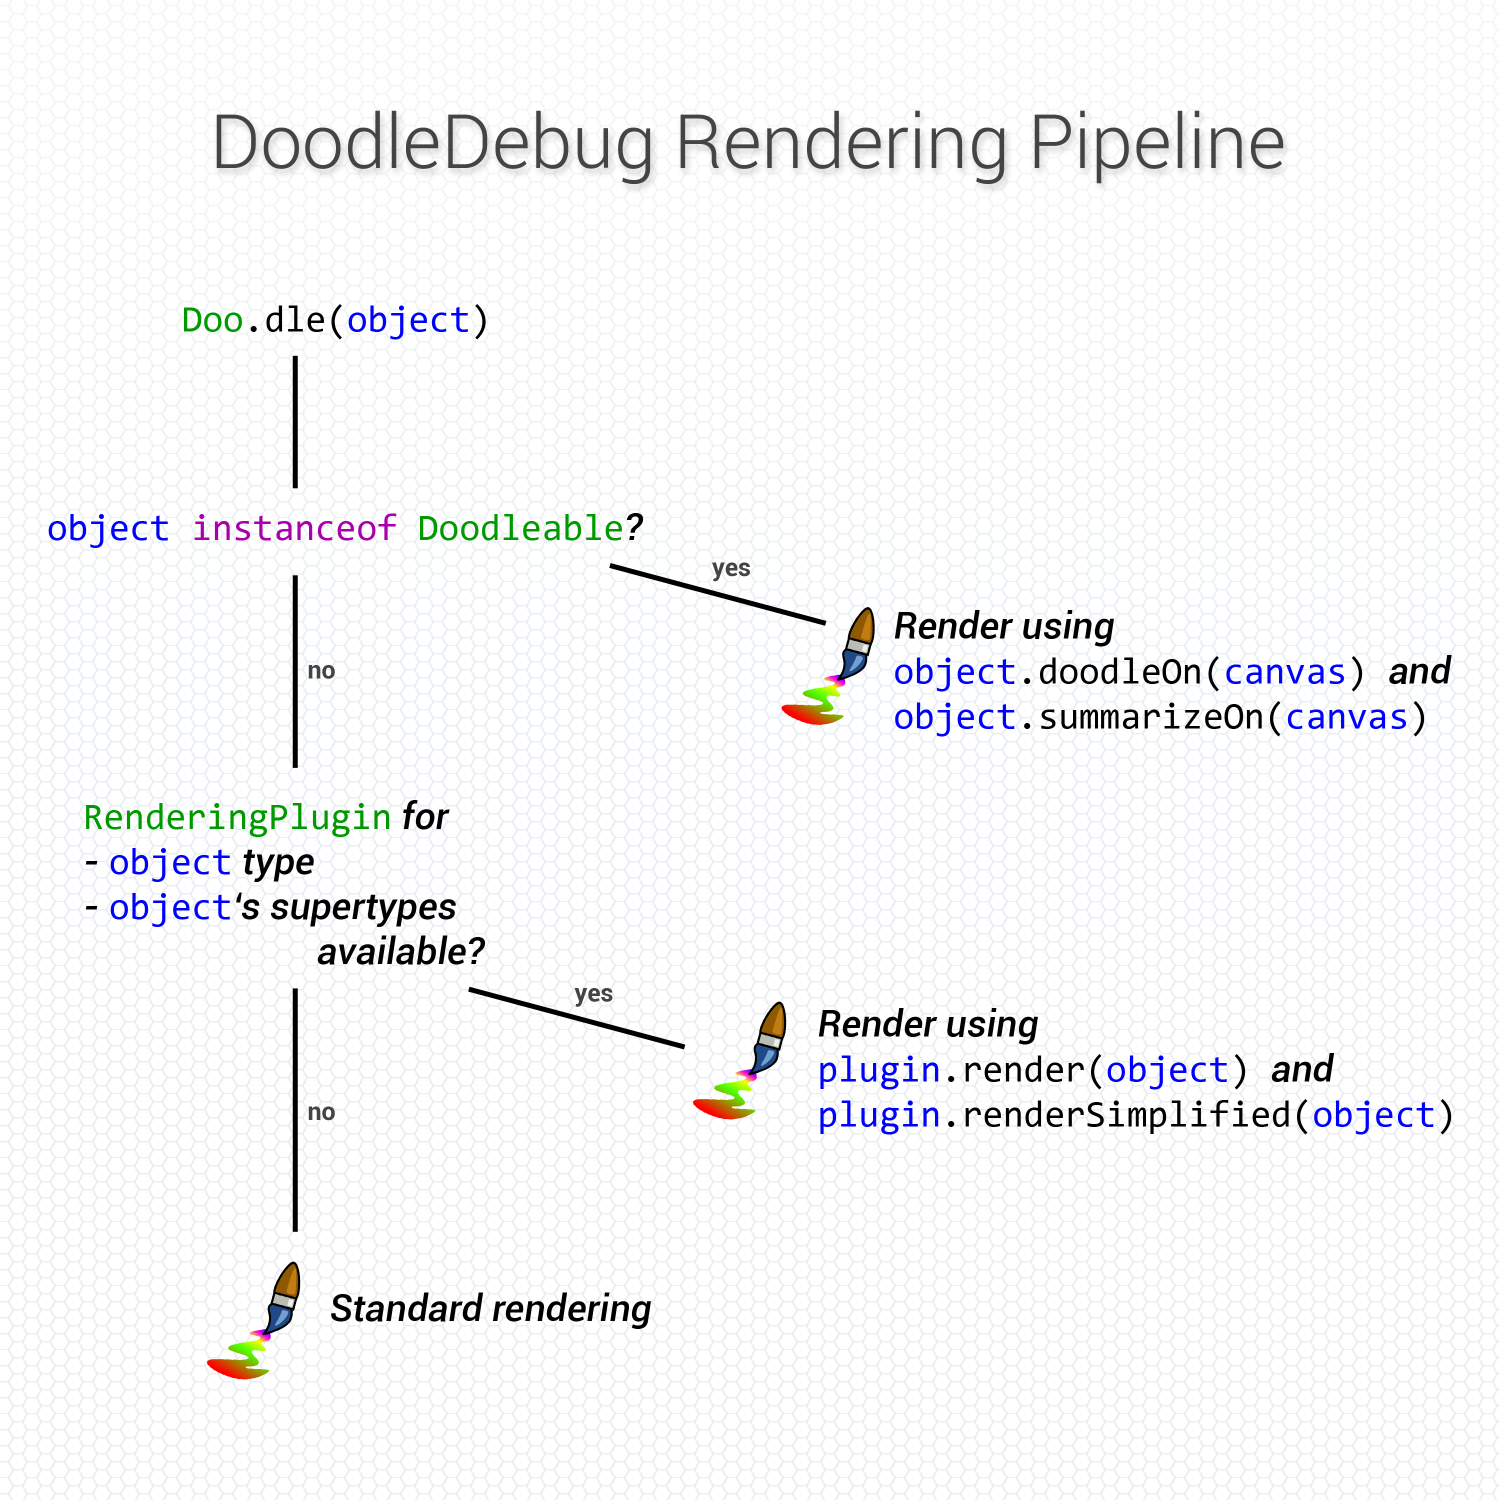 DoodleDebug Rendering Pipeline
Doo.dle(object)
object instanceof Doodleable?
yes
Render using
object.doodleOn(canvas) and
object.summarizeOn(canvas)
no
RenderingPlugin for
- object type
- object‘s supertypes
available?
yes
Render using
plugin.render(object) and
plugin.renderSimplified(object)
no
Standard rendering